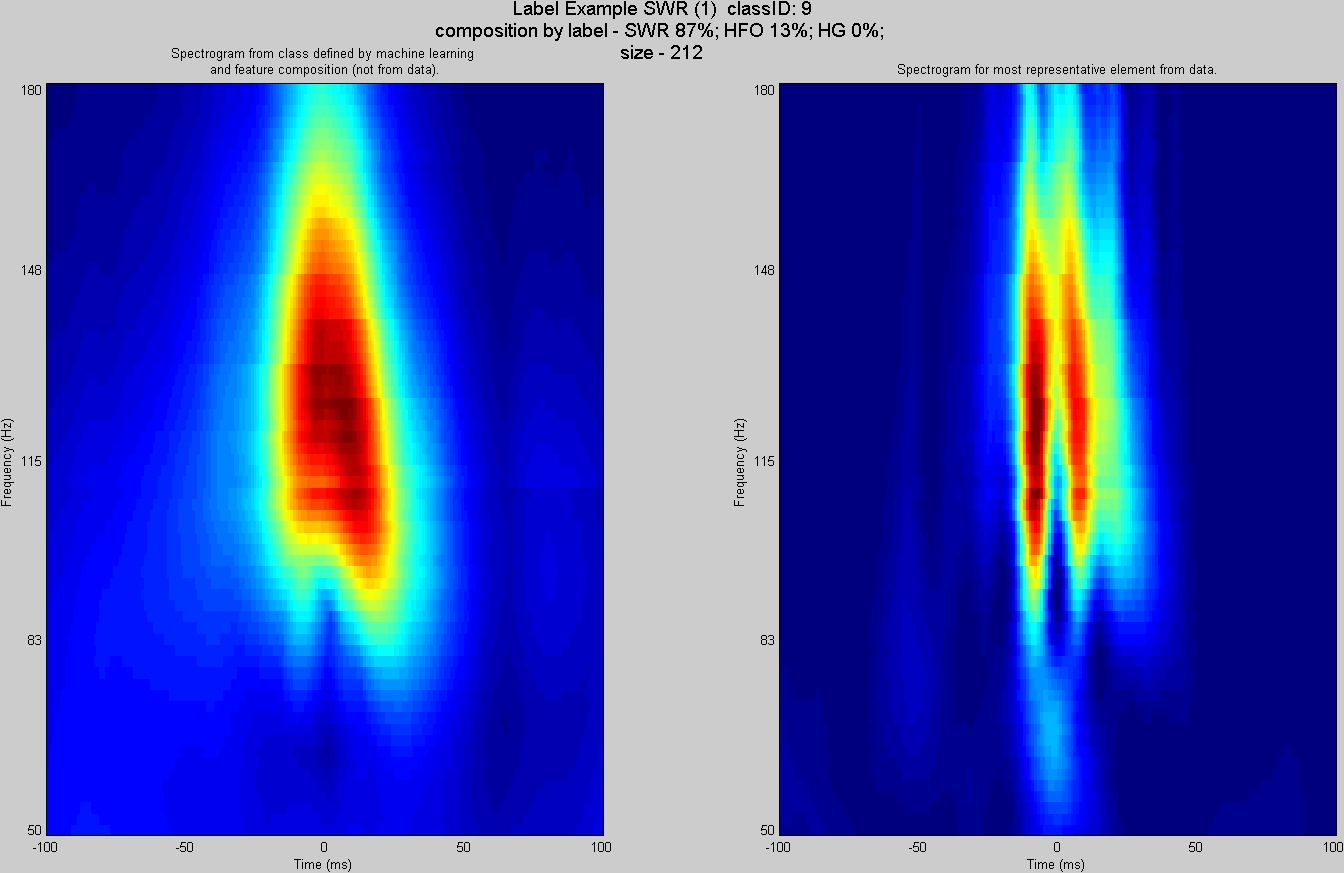 Label Example SWR (1) classID: 9
composition by label - SWR 87%; HFO 13%; HG 0%;
size - 212
Spectrogram from class defined by machine learning
and feature composition (not from data).
180
148
115
83
50
Frequency (Hz)
-100 -50 0 50 100
Time (ms)
Spectrogram for most representative element from data.
180
148
115
83
50
Frequency (Hz)
-100 -50 0 50 100
Time (ms)